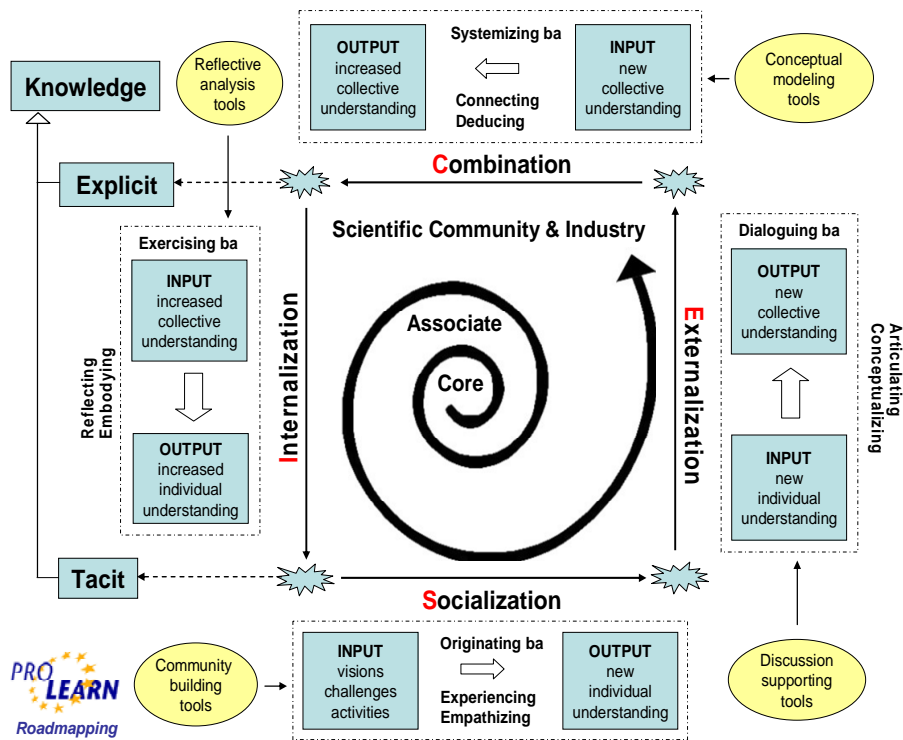 Knowledge
Explicit
Tacit
Reflective
analysis
tools
OUTPUT
increased
collective
understanding
Systemizing ba
Connecting
Deducing
INPUT
new
collective
understanding
Conceptual
modeling
tools
Combination
Exercising ba
INPUT
increased
collective
understanding
OUTPUT
increased
individual
understanding
Reflecting
Embodying
Internalization
Scientific Community & Industry
Associate
Core
Externalization
Dialoguing ba
OUTPUT
new
collective
understanding
INPUT
new
individual
understanding
Articulating
Conceptualizing
Socialization
PRO
LEARN
Roadmapping
Community
building
tools
INPUT
visions
challenges
activities
Originating ba
Experiencing
Empathizing
OUTPUT
new
individual
understanding
Discussion
supporting
tools